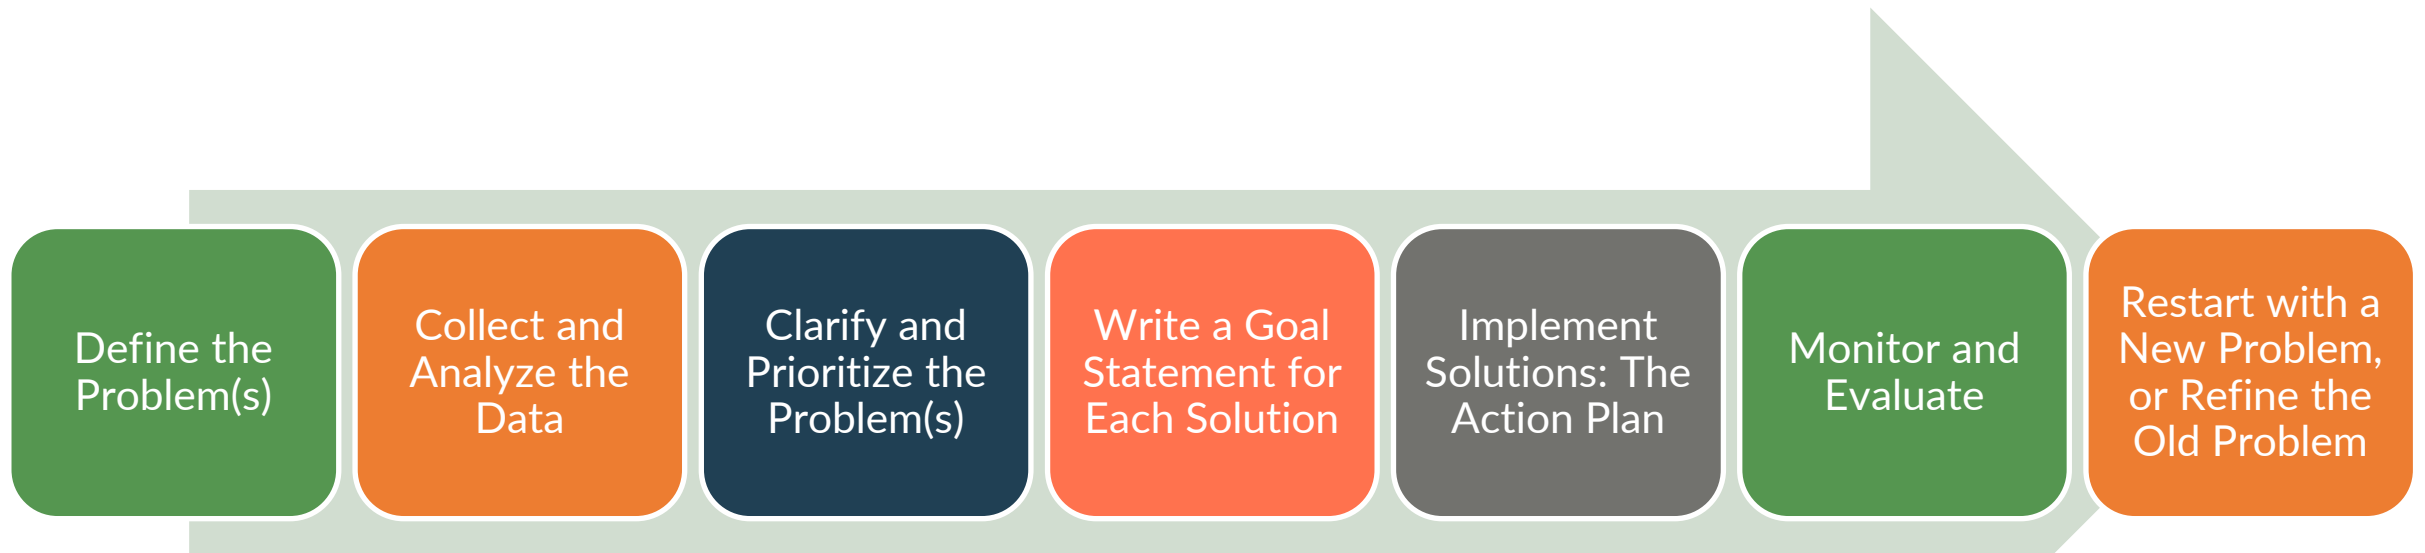 Define the
Problem(s)
Collect and
Analyze the
Data
Clarify and
Prioritize the
Problem(s)
Write a Goal
Statement for
Each Solution
Implement
Solutions: The
Action Plan
Monitor and
Evaluate
Restart with a
New Problem,
or Refine the
Old Problem